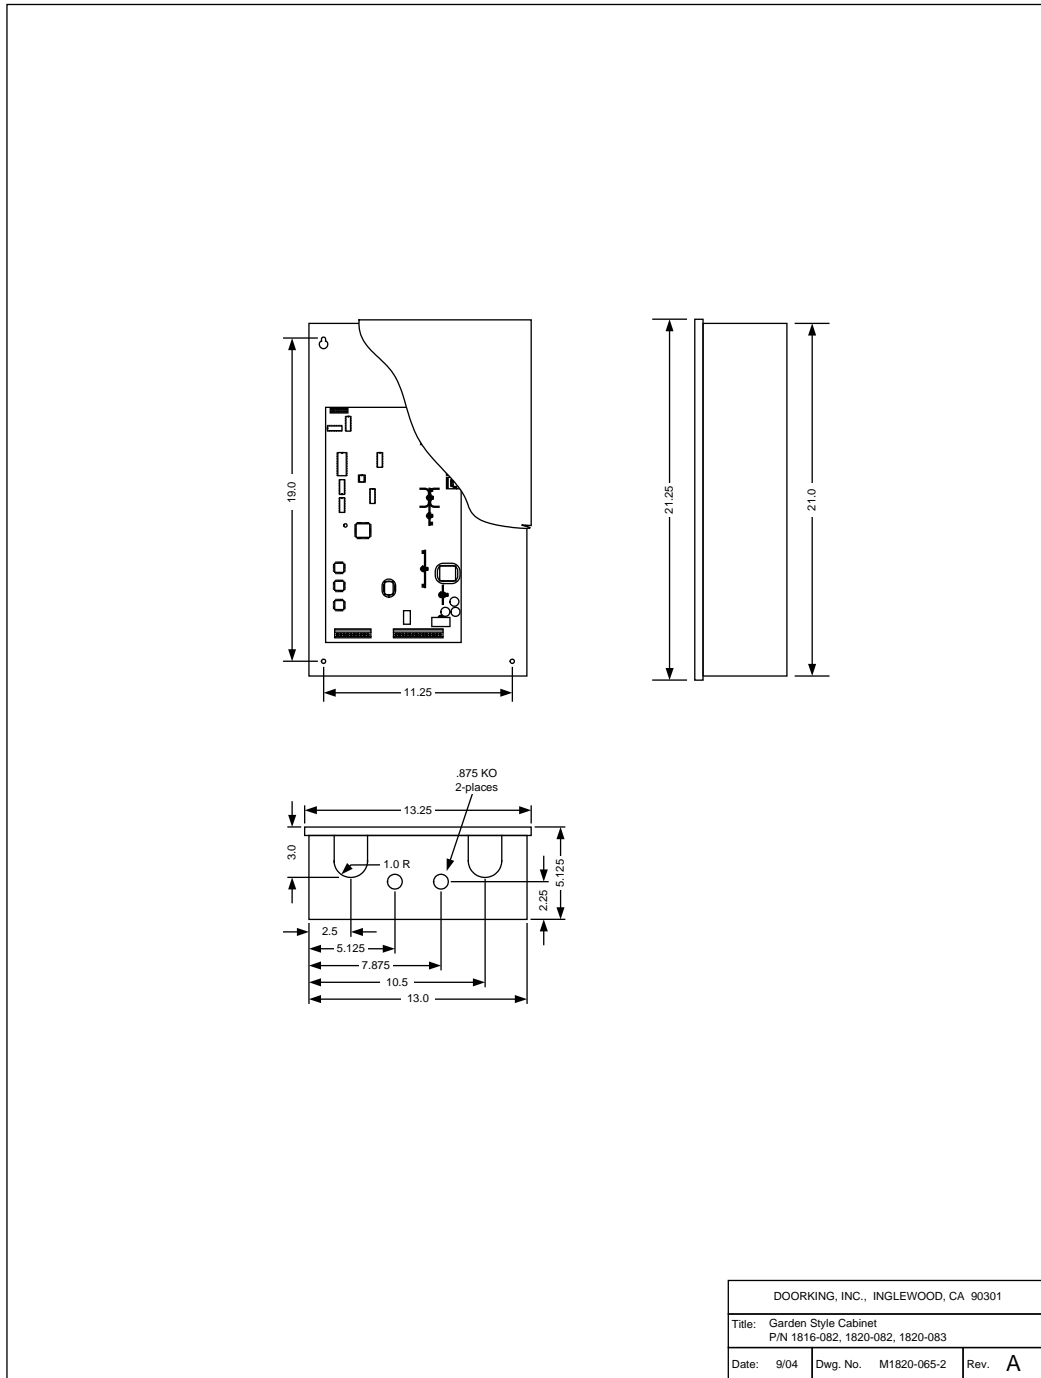 19.0
11.25
21.25
21.0
.875 KO
2-places
13.25
3.0
1.0 R
5.125
2.25
2.5
5.125
7.875
10.5
13.0
DOORKING, INC., INGLEWOOD, CA 90301
Title: Garden Style Cabinet
P/N 1816-082, 1820-082, 1820-083
Date: 9/04 Dwg. No. M1820-065-2 Rev. A